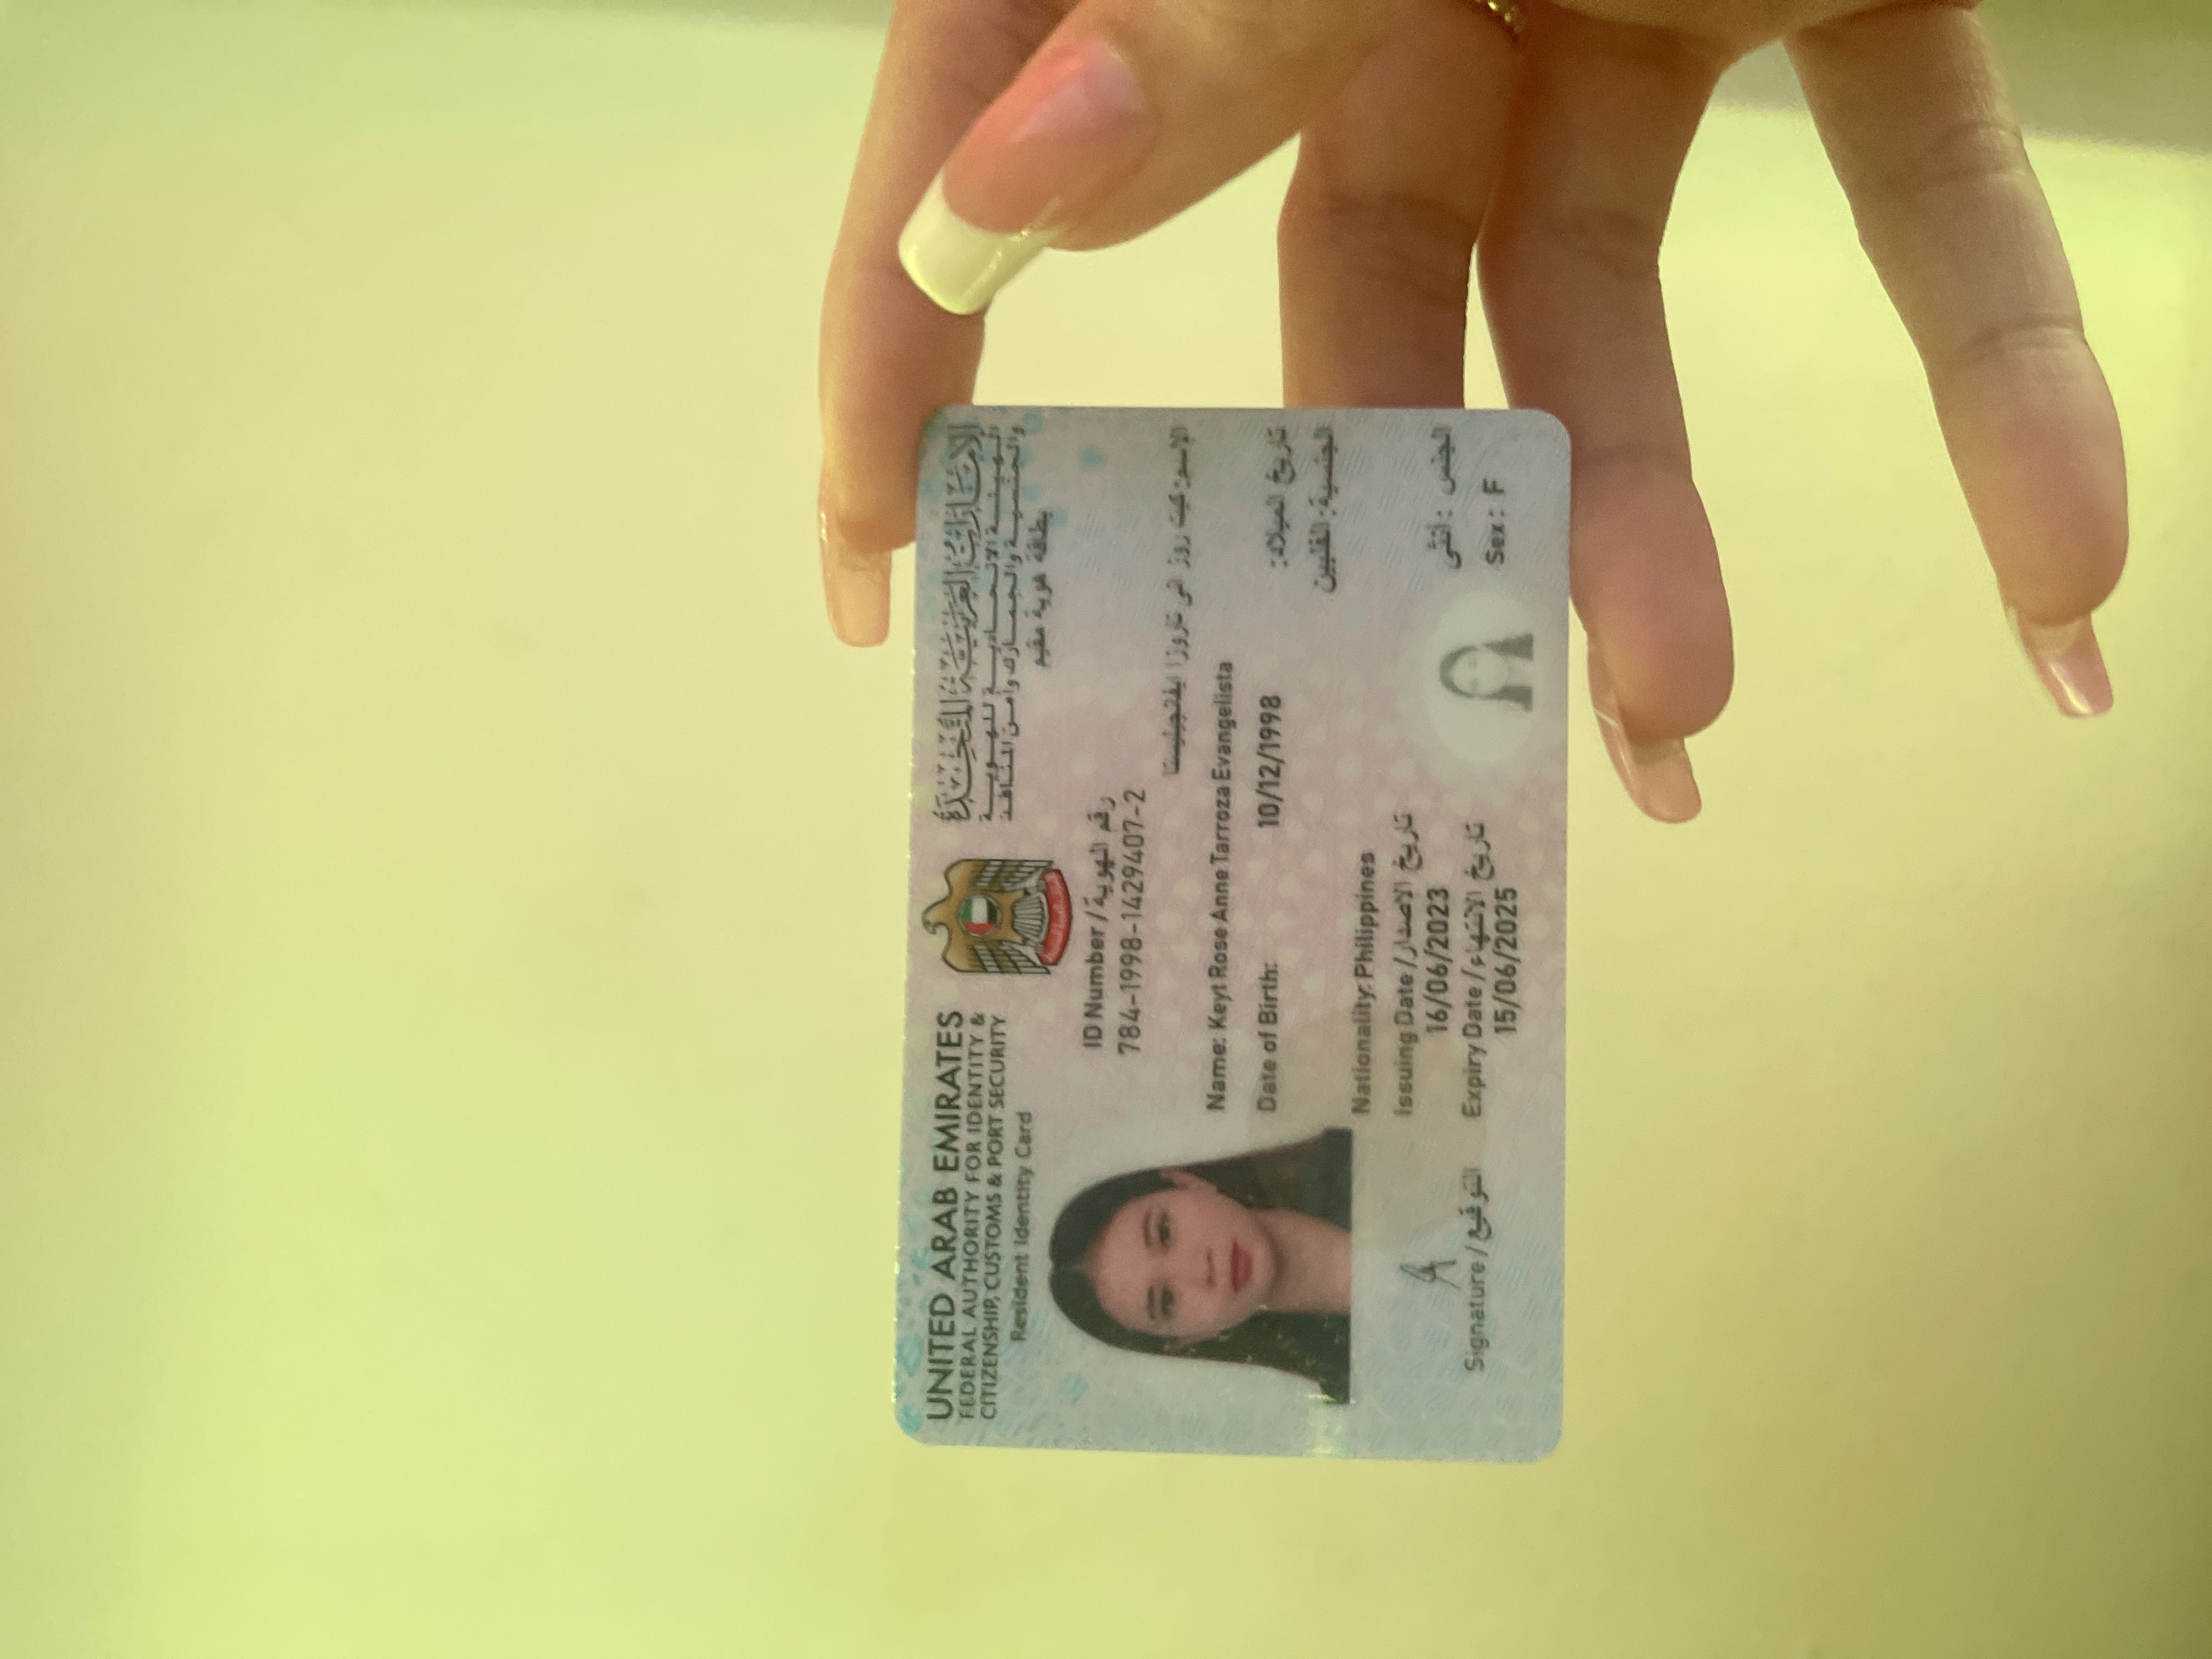 UNITED ARAB EMIRATES
FEDERAL AUTHORITY FOR IDENTITY &
CITIZENSHIP, CUSTOMS & PORT SECURITY
Resident Identity Card
الإمارات العربية المتحدة
الهيئة الاتحادية للهوية
والجنسية والجمارك وأمن المنافذ
بطاقة هوية مقيم
ID Number / رقم الهوية
784-1998-1429407-2
الإسم: كيت روز انى تاروزا ايفانجيليستا
Name: Keyt Rose Anne Tarroza Evangelista
Date of Birth: 10/12/1998 تاريخ الميلاد:
الجنسية: الفلبين
Nationality: Philippines
Issuing Date / تاريخ الاصدار
16/06/2023
الجنس : أنثى
Expiry Date / تاريخ الانتهاء
15/06/2025
Sex: F
Signature / التوقيع